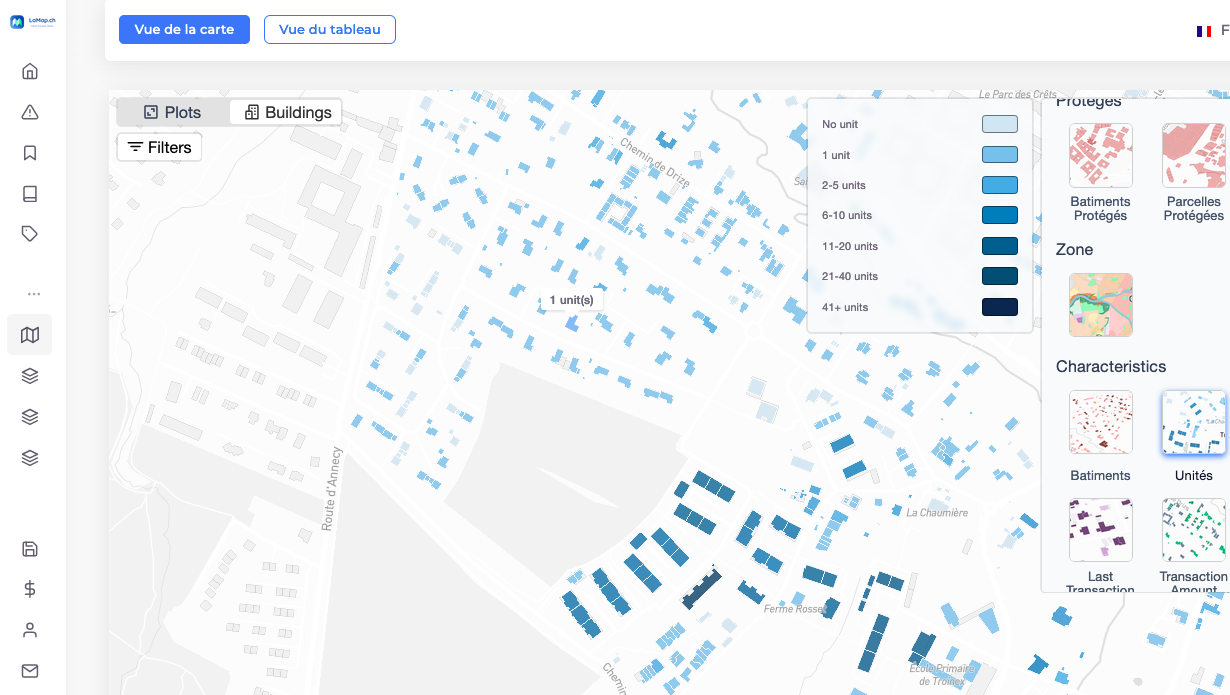 LaMap.ch
Vue de la carte
Vue du tableau
F
Plots
Buildings
Filters
Le Parc des Crêts
Chemin de Drize
Sai
No unit
1 unit
2-5 units
6-10 units
11-20 units
21-40 units
41+ units
1 unit(s)
Route d'Annecy
La Chaumière
Ferme Rosset
École Primaire
de Troinex
Chemin
Protégés
Batiments
Protégés
Parcelles
Protégées
Zone
Characteristics
Batiments
Unités
Last
Transaction
Transaction
Amount